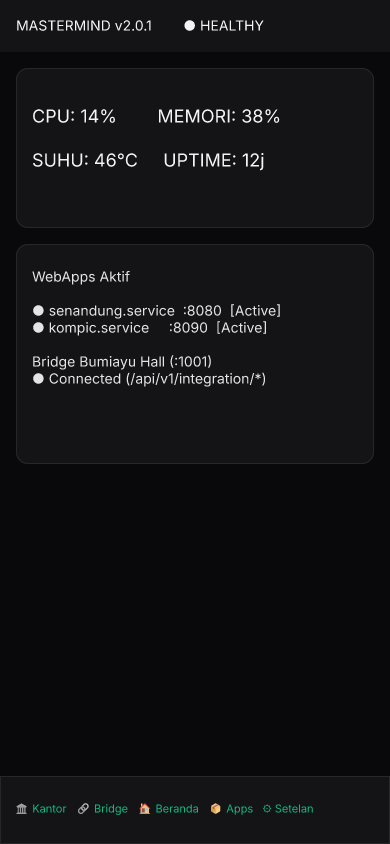 MASTERMIND v2.0.1 ● HEALTHY
CPU: 14% MEMORI: 38%
SUHU: 46°C UPTIME: 12j
WebApps Aktif
● senandung.service :8080 [Active]
● kompic.service :8090 [Active]
Bridge Bumiayu Hall (:1001)
● Connected (/api/v1/integration/*)
🏛 Kantor 🔗 Bridge 🏠 Beranda 📦 Apps ⚙ Setelan